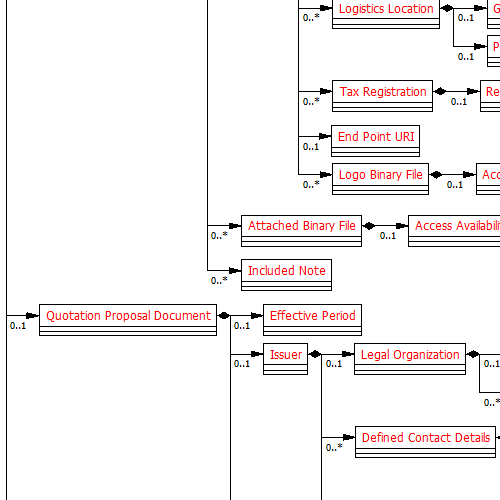 Logistics Location
0..*
0..1
G
0..1
P
Tax Registration
0..*
0..1
Re
End Point URI
0..1
Logo Binary File
0..*
0..1
Acc
Attached Binary File
0..*
0..1
Access Availabili
Included Note
0..*
Quotation Proposal Document
0..1
0..1
Effective Period
Issuer
0..1
0..1
Legal Organization
0..1
0..*
Defined Contact Details
0..*